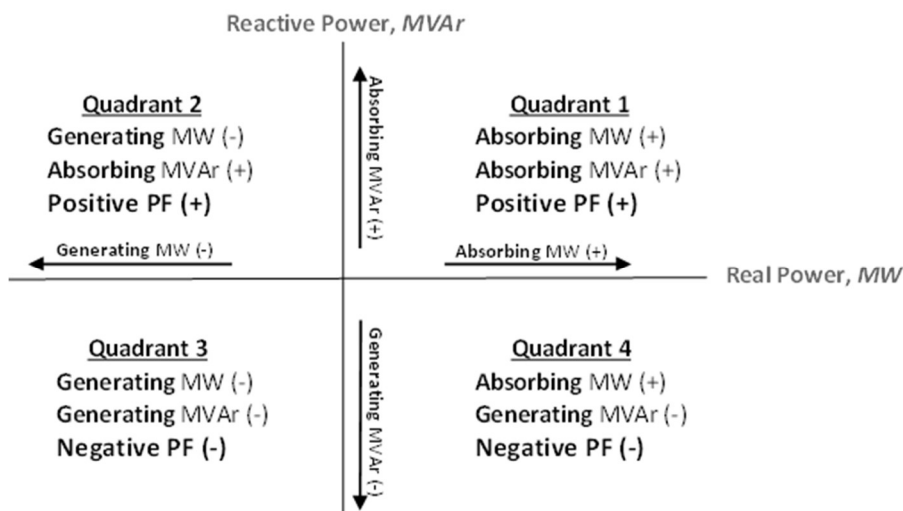 Reactive Power, MVAr
Quadrant 2
Generating MW (-)
Absorbing MVAr (+)
Positive PF (+)
Absorbing MVAr (+)
Quadrant 1
Absorbing MW (+)
Absorbing MVAr (+)
Positive PF (+)
Generating MW (-)
Absorbing MW (+)
Real Power, MW
Quadrant 3
Generating MW (-)
Generating MVAr (-)
Negative PF (-)
Generating MVAr (-)
Quadrant 4
Absorbing MW (+)
Generating MVAr (-)
Negative PF (-)